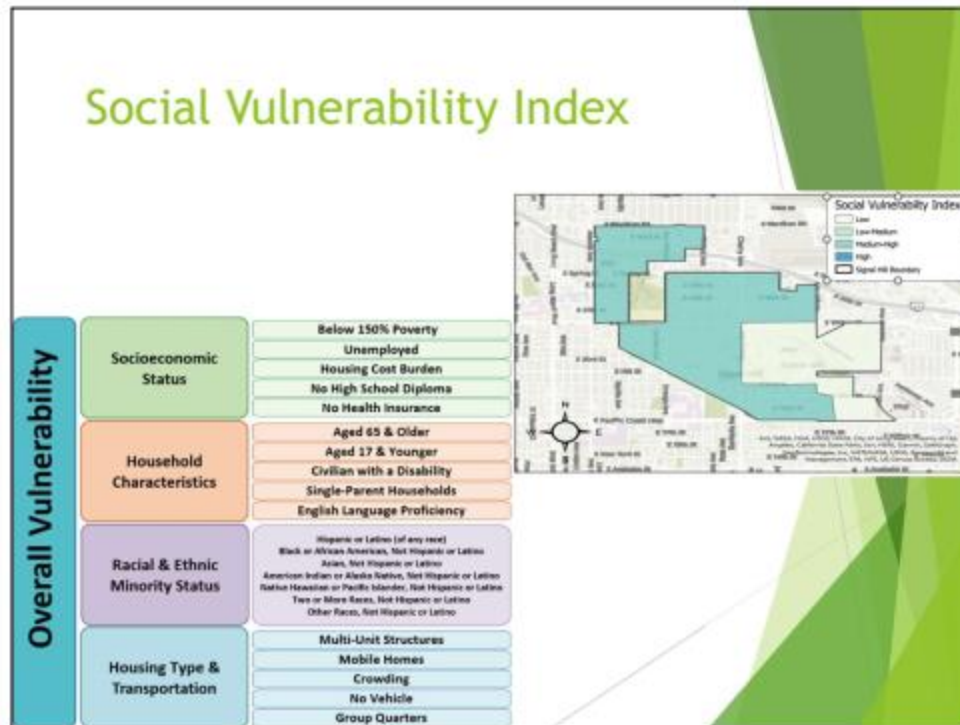 Social Vulnerability Index
Overall Vulnerability
Socioeconomic
Status
Below 150% Poverty
Unemployed
Housing Cost Burden
No High School Diploma
No Health Insurance
Household
Characteristics
Aged 65 & Older
Aged 17 & Younger
Civilian with a Disability
Single-Parent Households
English Language Proficiency
Racial & Ethnic
Minority Status
Hispanic or Latino (of any race)
Black or African American, Not Hispanic or Latino
Asian, Not Hispanic or Latino
American Indian or Alaska Native, Not Hispanic or Latino
Native Hawaiian or Pacific Islander, Not Hispanic or Latino
Two or More Races, Not Hispanic or Latino
Other Races, Not Hispanic or Latino
Housing Type &
Transportation
Multi-Unit Structures
Mobile Homes
Crowding
No Vehicle
Group Quarters
Social Vulnerabilty Index
Low
Low-Medium
Medium-High
High
Signal Hill Boundary
N
E